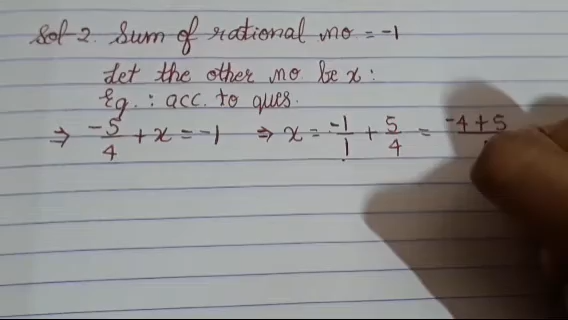 Sol-2. Sum of rational no = -1
Let the other no. be x:
Eq.: acc. to ques.
⇒ -5/4 + x = -1 ⇒ x = -1/1 + 5/4 = -4+5